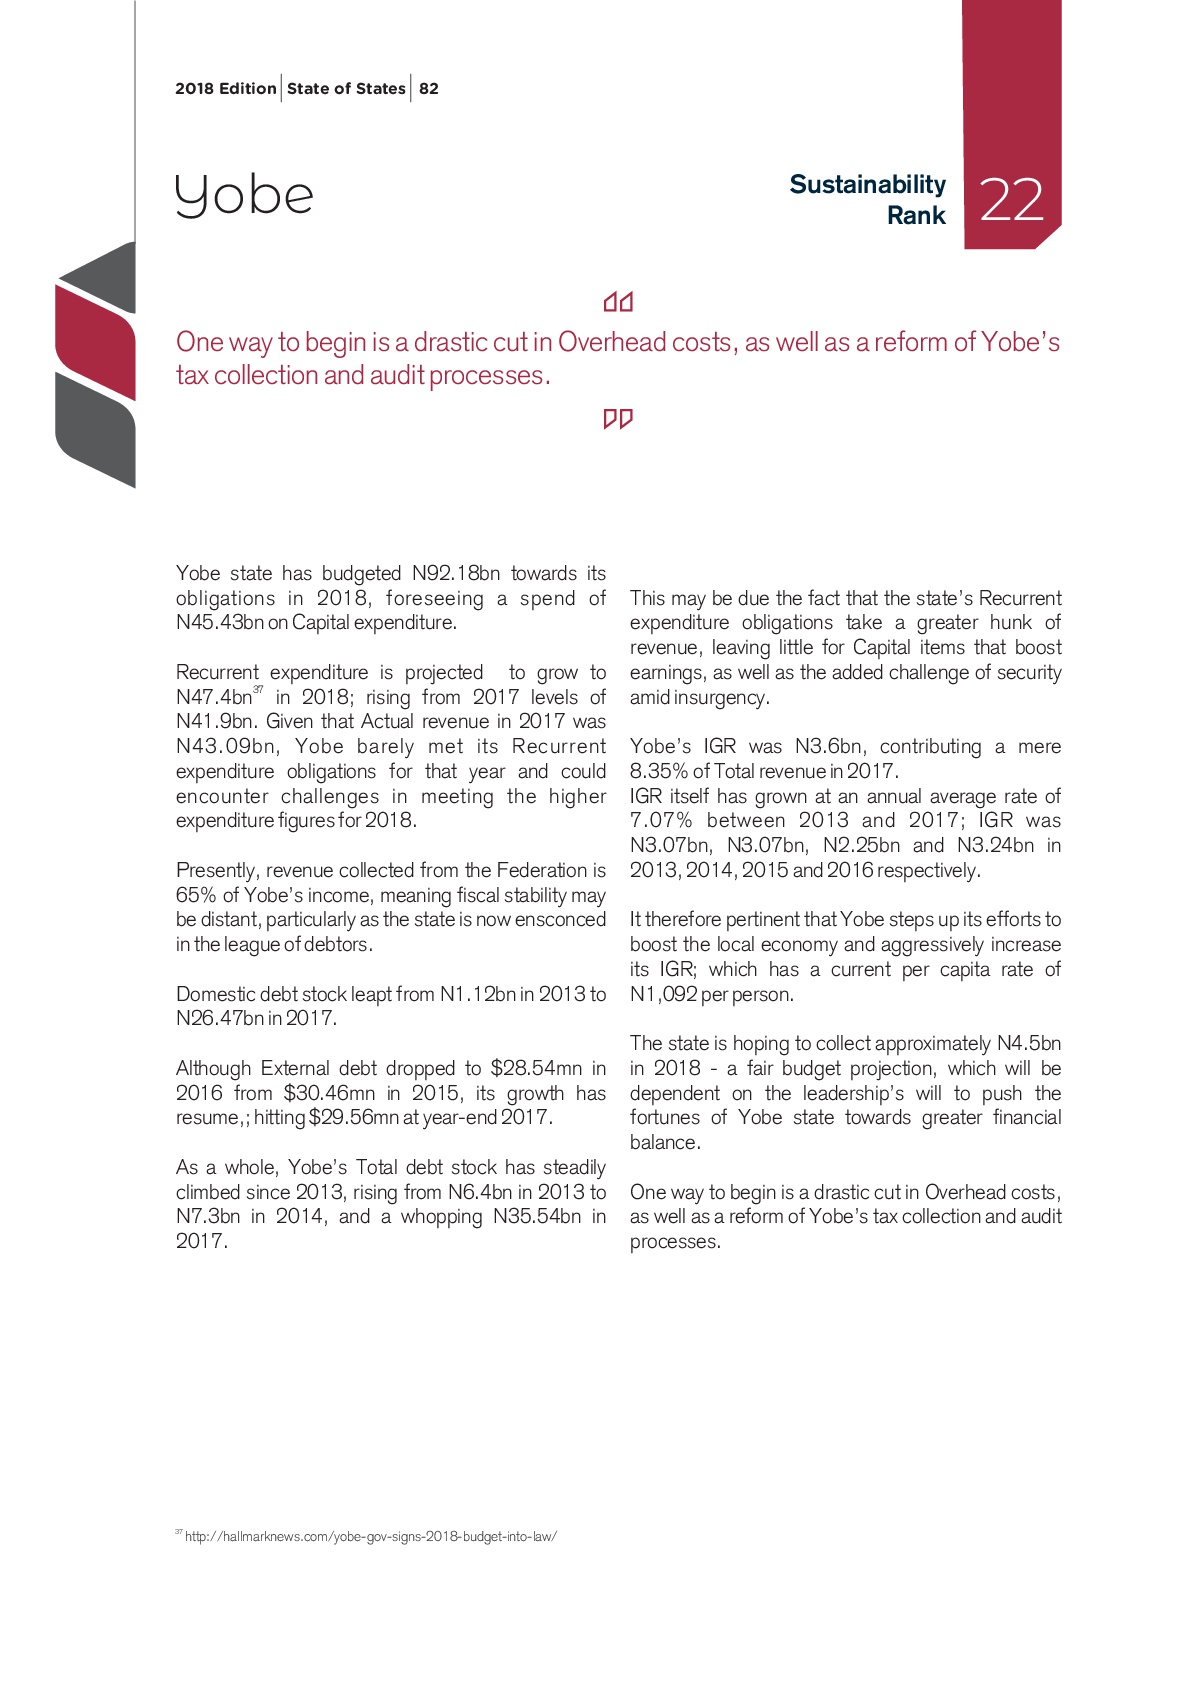 2018 Edition | State of States | 82
Yobe
Sustainability
Rank
22
One way to begin is a drastic cut in Overhead costs, as well as a reform of Yobe's
tax collection and audit processes.
Yobe state has budgeted N92.18bn towards its
obligations in 2018, foreseeing a spend of
N45.43bn on Capital expenditure.
Recurrent expenditure is projected to grow to
N47.4bn37 in 2018; rising from 2017 levels of
N41.9bn. Given that Actual revenue in 2017 was
N43.09bn, Yobe barely met its Recurrent
expenditure obligations for that year and could
encounter challenges in meeting the higher
expenditure figures for 2018.
Presently, revenue collected from the Federation is
65% of Yobe's income, meaning fiscal stability may
be distant, particularly as the state is now ensconced
in the league of debtors.
Domestic debt stock leapt from N1.12bn in 2013 to
N26.47bn in 2017.
Although External debt dropped to $28.54mn in
2016 from $30.46mn in 2015, its growth has
resume,; hitting $29.56mn at year-end 2017.
As a whole, Yobe's Total debt stock has steadily
climbed since 2013, rising from N6.4bn in 2013 to
N7.3bn in 2014, and a whopping N35.54bn in
2017.
This may be due the fact that the state's Recurrent
expenditure obligations take a greater hunk of
revenue, leaving little for Capital items that boost
earnings, as well as the added challenge of security
amid insurgency.
Yobe's IGR was N3.6bn, contributing a mere
8.35% of Total revenue in 2017.
IGR itself has grown at an annual average rate of
7.07% between 2013 and 2017; IGR was
N3.07bn, N3.07bn, N2.25bn and N3.24bn in
2013, 2014, 2015 and 2016 respectively.
It therefore pertinent that Yobe steps up its efforts to
boost the local economy and aggressively increase
its IGR; which has a current per capita rate of
N1,092 per person.
The state is hoping to collect approximately N4.5bn
in 2018 - a fair budget projection, which will be
dependent on the leadership's will to push the
fortunes of Yobe state towards greater financial
balance.
One way to begin is a drastic cut in Overhead costs,
as well as a reform of Yobe's tax collection and audit
processes.
37 http://hallmarknews.com/yobe-gov-signs-2018-budget-into-law/